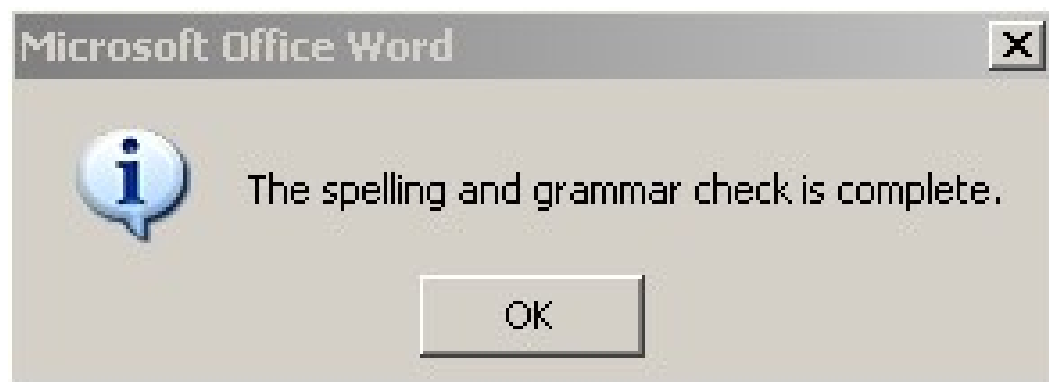 Microsoft Office Word
The spelling and grammar check is complete.
OK